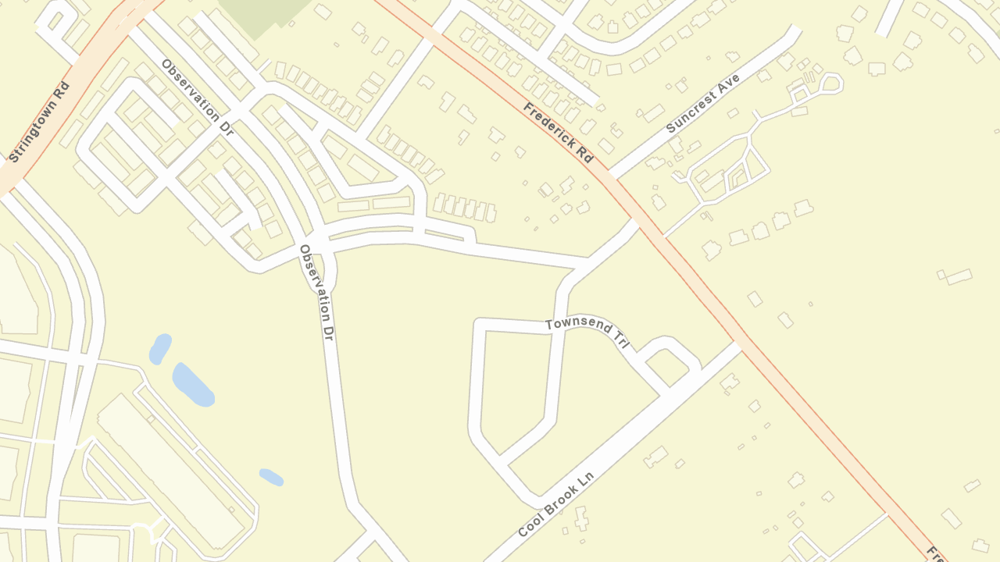 Observation Dr
Stringtown Rd
Frederick Rd
Suncrest Ave
Observation Dr
Townsend Trl
Cool Brook Ln